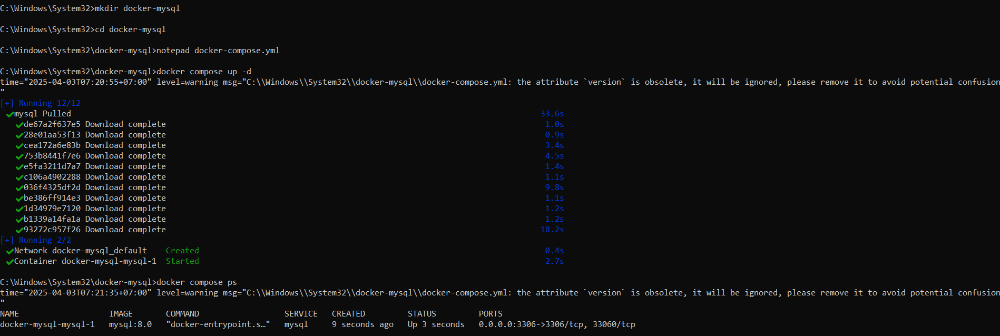 C:\Windows\System32>mkdir docker-mysql
C:\Windows\System32>cd docker-mysql
C:\Windows\System32\docker-mysql>notepad docker-compose.yml
C:\Windows\System32\docker-mysql>docker compose up -d
time="2025-04-03T07:20:55+07:00" level=warning msg="C:\\Windows\\System32\\docker-mysql\\docker-compose.yml: the attribute `version` is obsolete, it will be ignored, please remove it to avoid potential confusion
"
[+] Running 12/12
✔mysql Pulled 33.6s
✔de67a2f637e5 Download complete 1.0s
✔28e01aa53f13 Download complete 0.9s
✔cea172a6e83b Download complete 3.4s
✔753b8441f7e6 Download complete 4.5s
✔e5fa3211d7a7 Download complete 1.4s
✔c106a4902288 Download complete 1.1s
✔036f4325df2d Download complete 9.8s
✔be386ff914e3 Download complete 1.1s
✔1d34979e7120 Download complete 1.2s
✔b1339a14fa1a Download complete 1.2s
✔93272c957f26 Download complete 18.2s
[+] Running 2/2
✔Network docker-mysql_default Created 0.4s
✔Container docker-mysql-mysql-1 Started 2.7s
C:\Windows\System32\docker-mysql>docker compose ps
time="2025-04-03T07:21:35+07:00" level=warning msg="C:\\Windows\\System32\\docker-mysql\\docker-compose.yml: the attribute `version` is obsolete, it will be ignored, please remove it to avoid potential confusion
"
NAME IMAGE COMMAND SERVICE CREATED STATUS PORTS
docker-mysql-mysql-1 mysql:8.0 "docker-entrypoint.s…" mysql 9 seconds ago Up 3 seconds 0.0.0.0:3306->3306/tcp, 33060/tcp